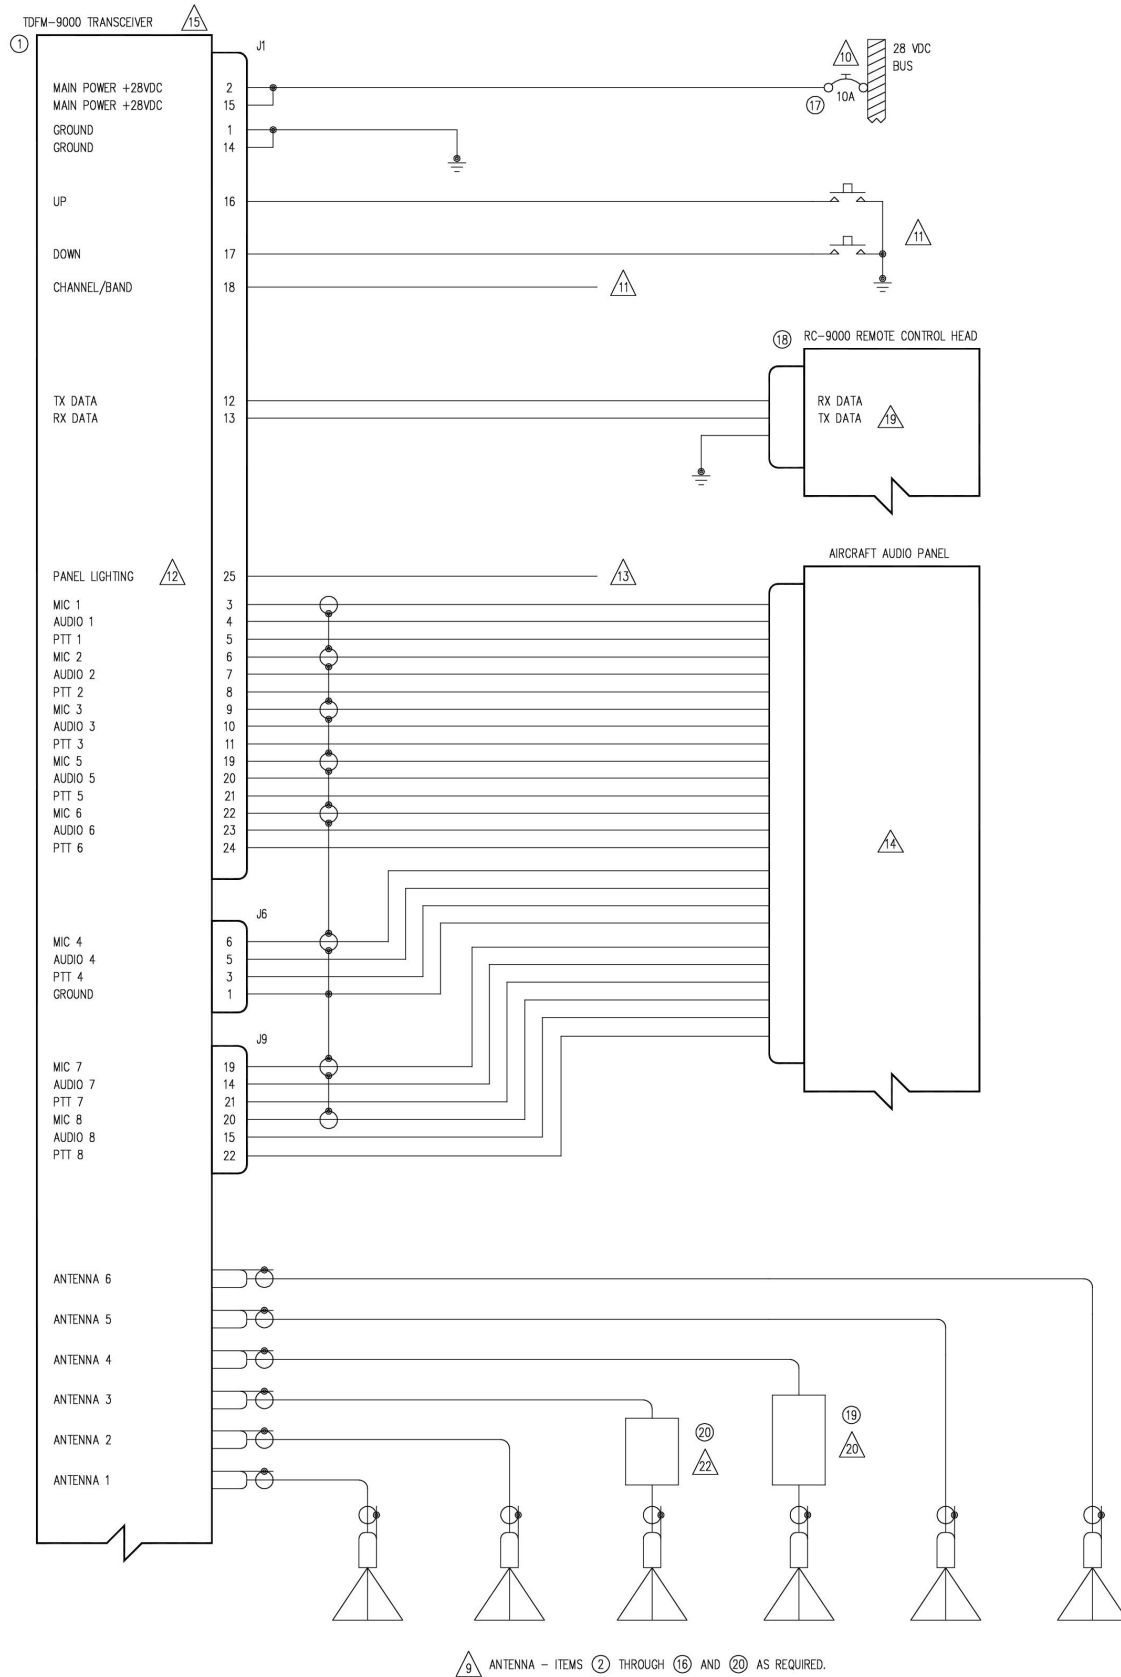 TDFM-9000 TRANSCEIVER 15
1
J1
28 VDC
BUS
10
10A
17
MAIN POWER +28VDC 2
MAIN POWER +28VDC 15
GROUND 1
GROUND 14
UP 16
DOWN 17
11
CHANNEL/BAND 18 11
18 RC-9000 REMOTE CONTROL HEAD
TX DATA 12 RX DATA
RX DATA 13 TX DATA 19
AIRCRAFT AUDIO PANEL
PANEL LIGHTING 12 25 13
MIC 1 3
AUDIO 1 4
PTT 1 5
MIC 2 6
AUDIO 2 7
PTT 2 8
MIC 3 9
AUDIO 3 10
PTT 3 11
MIC 5 19
AUDIO 5 20
PTT 5 21
MIC 6 22
AUDIO 6 23
PTT 6 24
14
J6
MIC 4 6
AUDIO 4 5
PTT 4 3
GROUND 1
J9
MIC 7 19
AUDIO 7 14
PTT 7 21
MIC 8 20
AUDIO 8 15
PTT 8 22
ANTENNA 6
ANTENNA 5
ANTENNA 4
ANTENNA 3
ANTENNA 2
ANTENNA 1
20
22
19
20
9 ANTENNA - ITEMS 2 THROUGH 16 AND 20 AS REQUIRED.